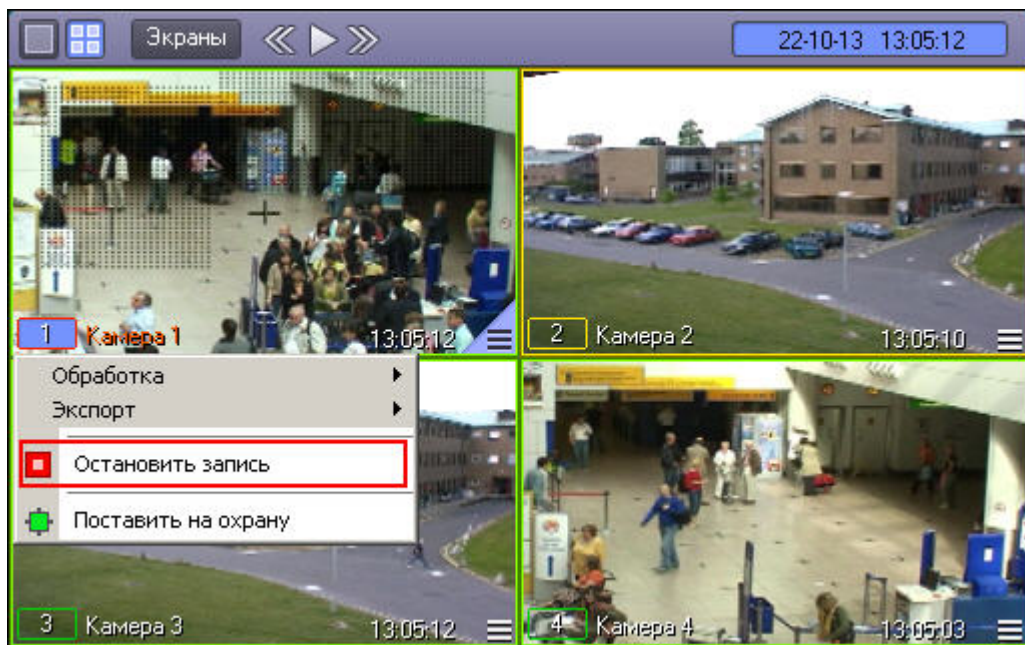 Экраны
22-10-13 13:05:12
1 Камера 1 13:05:12
2 Камера 2 13:05:10
Обработка
Экспорт
Остановить запись
Поставить на охрану
3 Камера 3 13:05:12
4 Камера 4 13:05:03